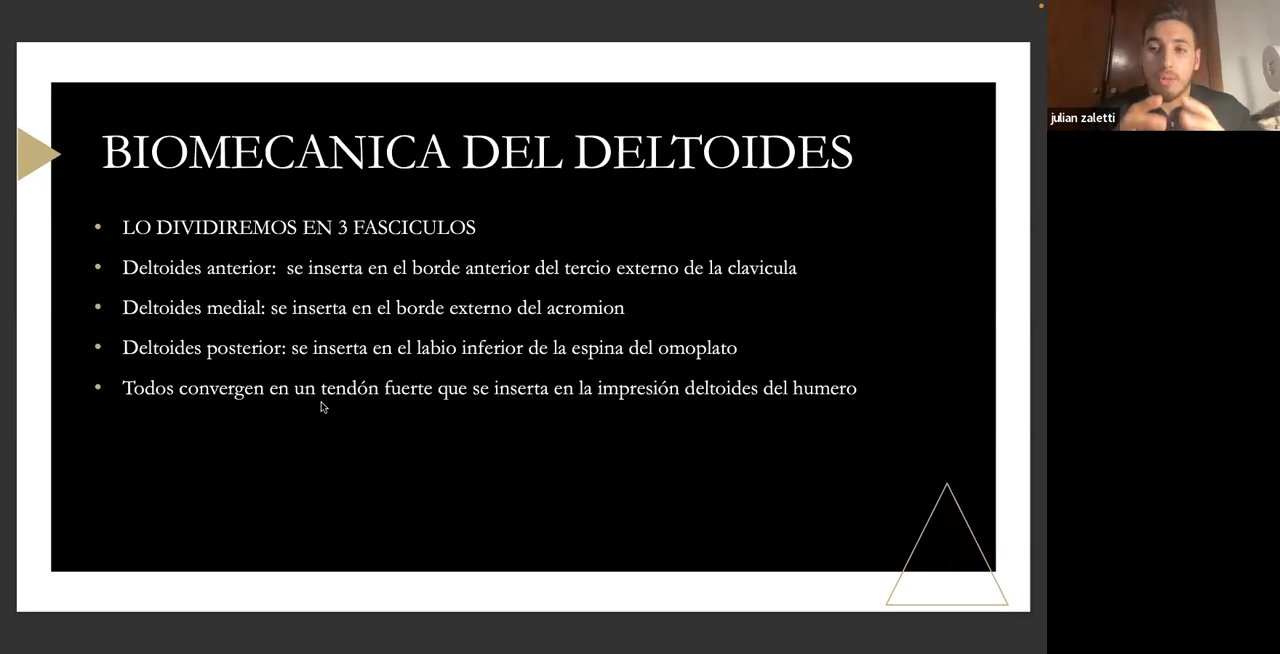 BIOMECANICA DEL DELTOIDES
LO DIVIDIREMOS EN 3 FASCICULOS
Deltoides anterior: se inserta en el borde anterior del tercio externo de la clavicula
Deltoides medial: se inserta en el borde externo del acromion
Deltoides posterior: se inserta en el labio inferior de la espina del omoplato
Todos convergen en un tendón fuerte que se inserta en la impresión deltoides del humero
julian zaletti